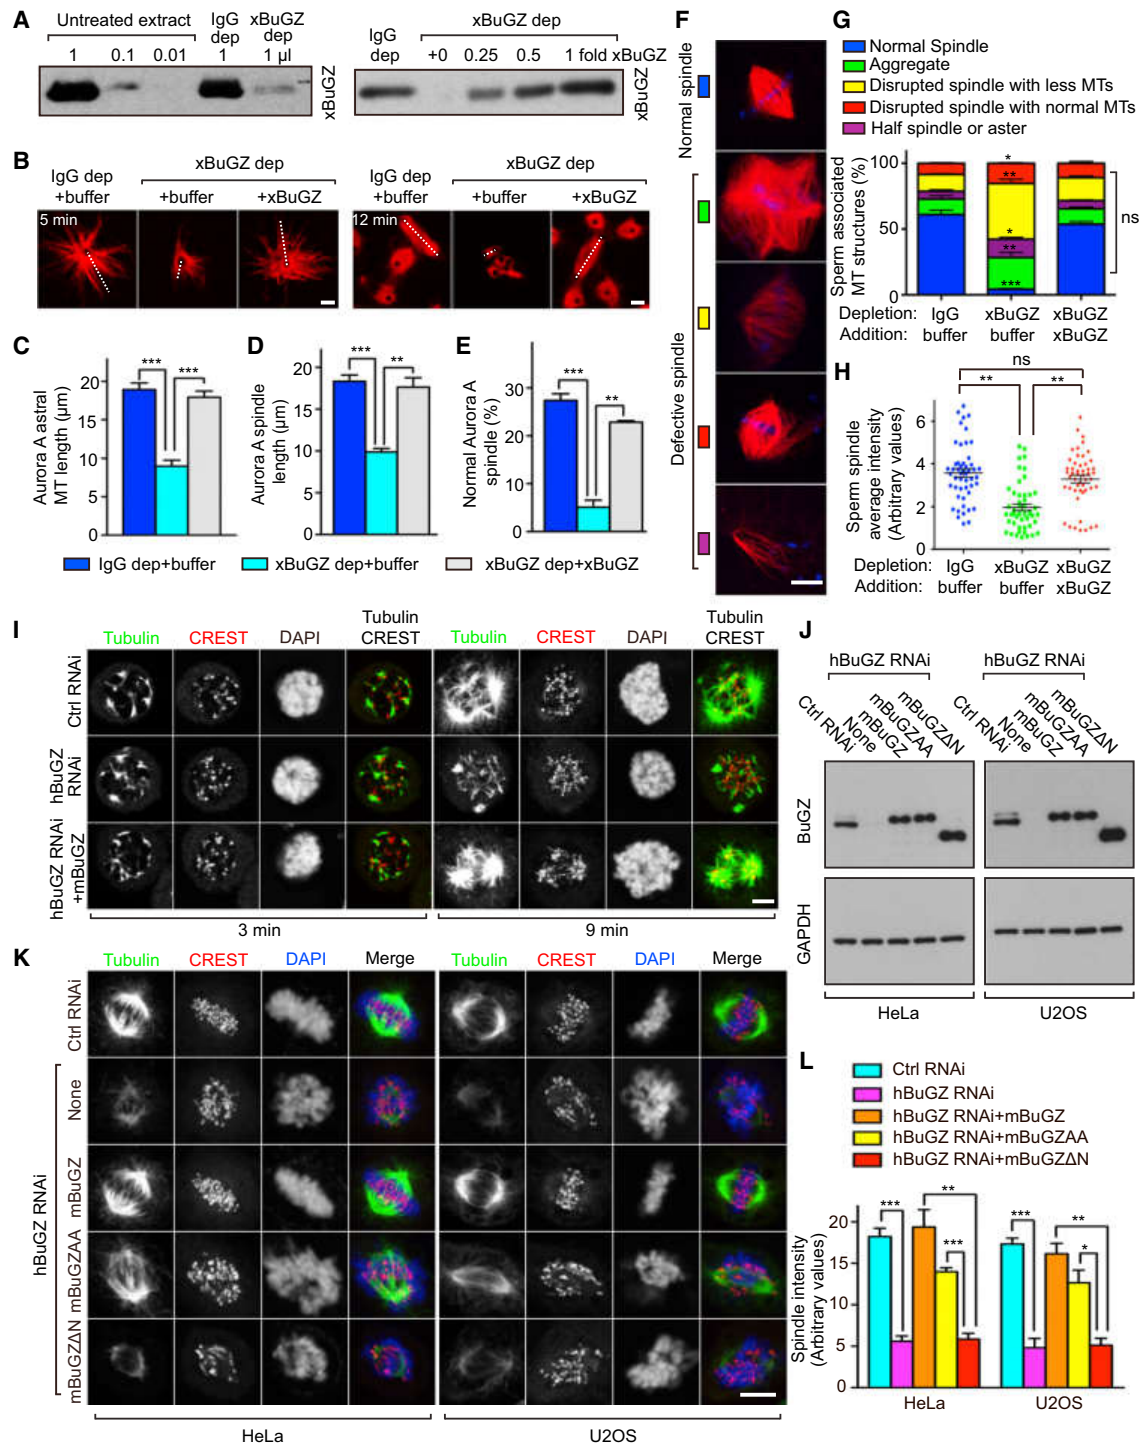 A
Untreated extract
IgG dep
xBuGZ dep
1 0.1 0.01 1 1 µl
xBuGZ
IgG dep
xBuGZ dep
+0 0.25 0.5 1 fold xBuGZ
xBuGZ
B
IgG dep +buffer
xBuGZ dep
+buffer +xBuGZ
5 min
IgG dep +buffer
xBuGZ dep
+buffer +xBuGZ
12 min
C
Aurora A astral MT length (µm)
20
15
10
5
0
*** ***
D
Aurora A spindle length (µm)
20
15
10
5
0
*** **
E
Normal Aurora A spindle (%)
30
20
10
0
*** **
IgG dep+buffer
xBuGZ dep+buffer
xBuGZ dep+xBuGZ
F
Normal spindle
Defective spindle
G
Normal Spindle
Aggregate
Disrupted spindle with less MTs
Disrupted spindle with normal MTs
Half spindle or aster
Sperm associated MT structures (%)
100
50
0
*
**
*
**
***
ns
Depletion: IgG xBuGZ xBuGZ
Addition: buffer buffer xBuGZ
H
ns
** **
Sperm spindle average intensity (Arbitrary values)
6
4
2
0
Depletion: IgG xBuGZ xBuGZ
Addition: buffer buffer xBuGZ
I
Tubulin CREST DAPI Tubulin CREST
Tubulin CREST DAPI Tubulin CREST
Ctrl RNAi
hBuGZ RNAi
hBuGZ RNAi +mBuGZ
3 min
9 min
J
hBuGZ RNAi
Ctrl RNAi None mBuGZ mBuGZAA mBuGZΔN
hBuGZ RNAi
Ctrl RNAi None mBuGZ mBuGZAA mBuGZΔN
BuGZ
GAPDH
HeLa
U2OS
K
Tubulin CREST DAPI Merge
Tubulin CREST DAPI Merge
Ctrl RNAi
hBuGZ RNAi
None
mBuGZ
mBuGZAA
mBuGZΔN
HeLa
U2OS
L
Ctrl RNAi
hBuGZ RNAi
hBuGZ RNAi+mBuGZ
hBuGZ RNAi+mBuGZAA
hBuGZ RNAi+mBuGZΔN
Spindle intensity (Arbitrary values)
20
15
10
5
0
*** ** ***
*** ** *
HeLa
U2OS